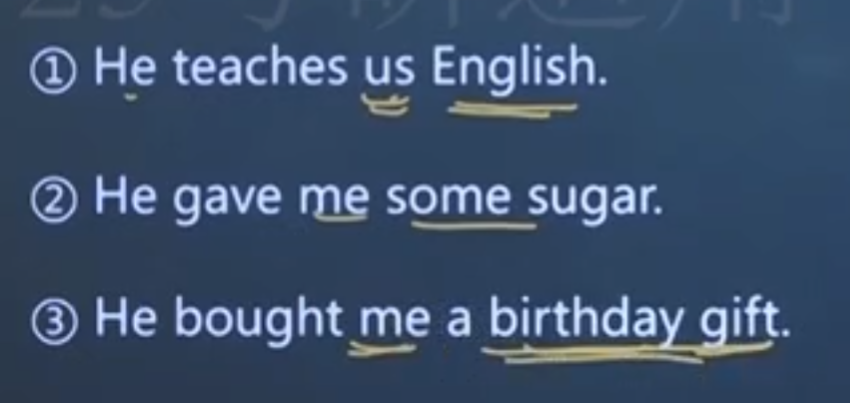 ① He teaches us English.
② He gave me some sugar.
③ He bought me a birthday gift.